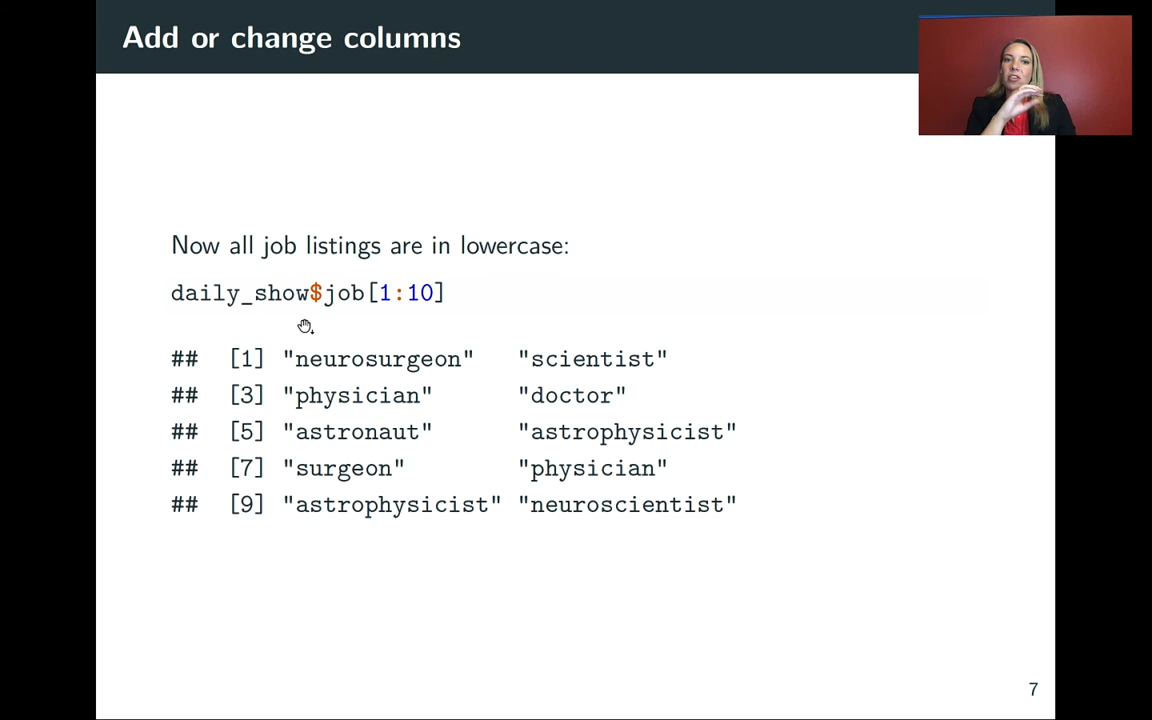 Add or change columns
Now all job listings are in lowercase:
daily_show$job[1:10]
## [1] "neurosurgeon" "scientist"
## [3] "physician" "doctor"
## [5] "astronaut" "astrophysicist"
## [7] "surgeon" "physician"
## [9] "astrophysicist" "neuroscientist"
7